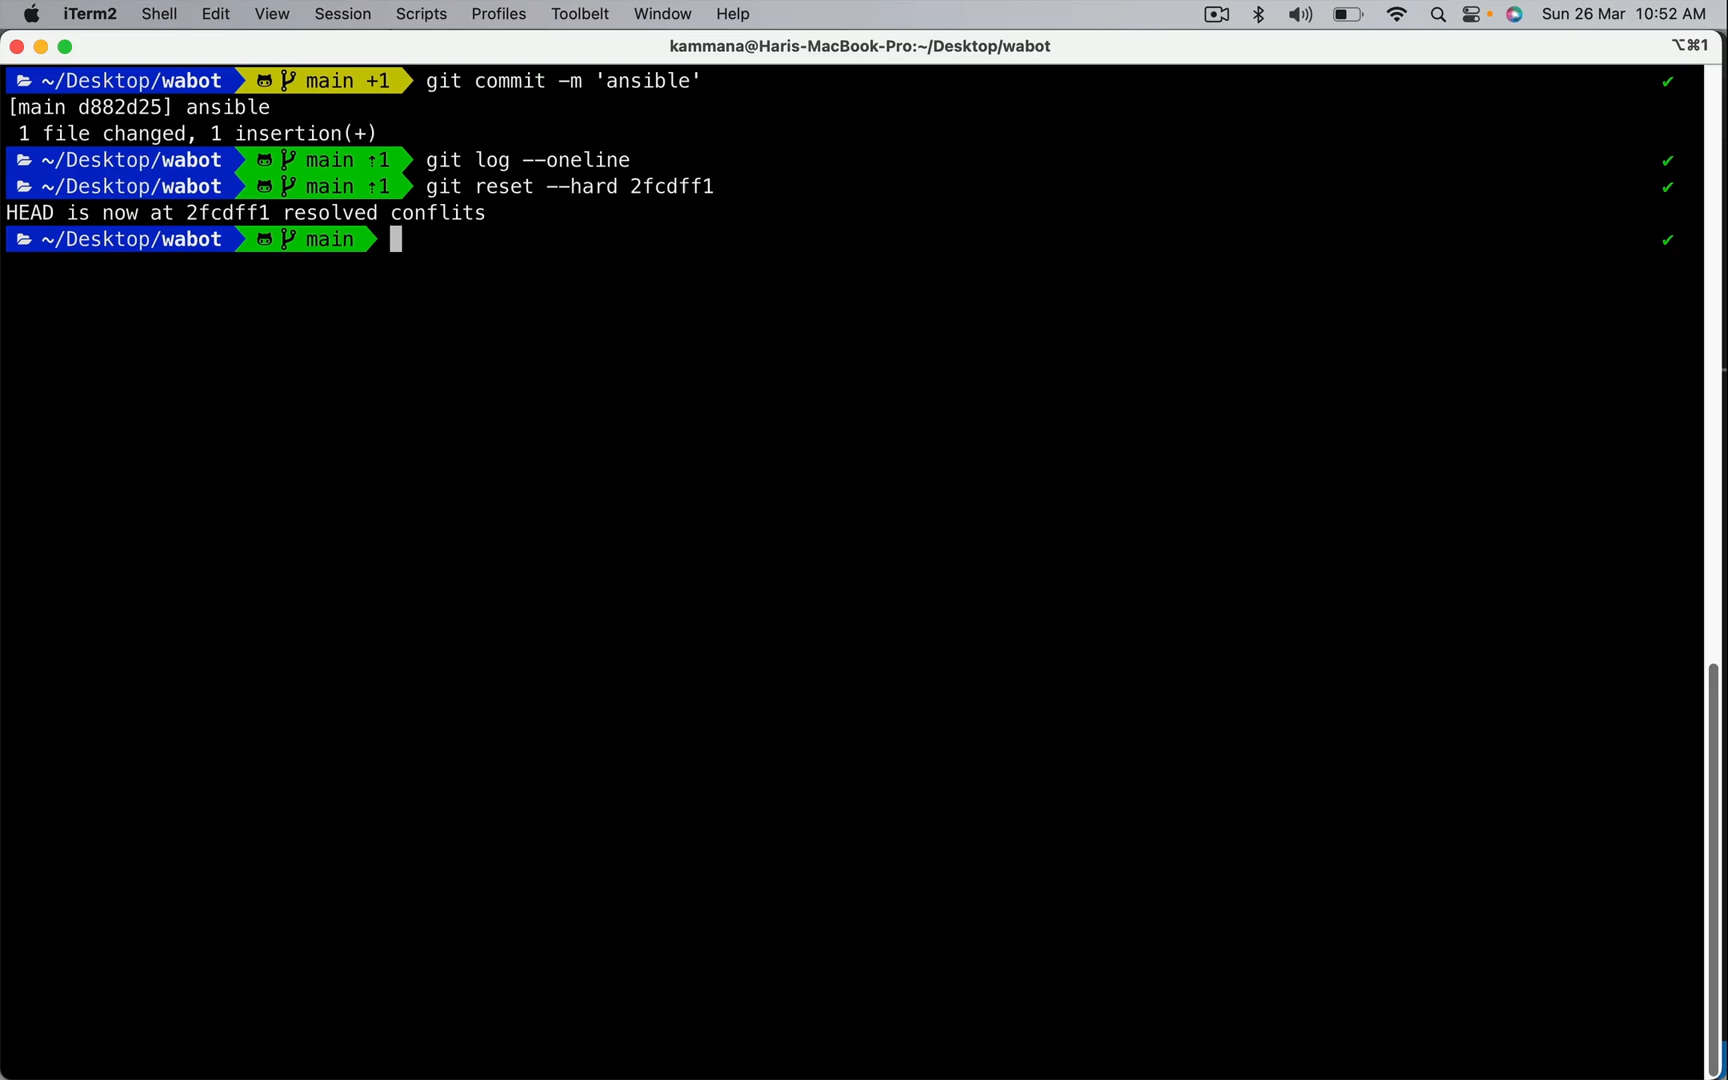 iTerm2 Shell Edit View Session Scripts Profiles Toolbelt Window Help Sun 26 Mar 10:52 AM
kammana@Haris-MacBook-Pro:~/Desktop/wabot ⌥⌘1
~/Desktop/wabot main +1 git commit -m 'ansible' ✔
[main d882d25] ansible
1 file changed, 1 insertion(+)
~/Desktop/wabot main ⇡1 git log --oneline ✔
~/Desktop/wabot main ⇡1 git reset --hard 2fcdff1 ✔
HEAD is now at 2fcdff1 resolved conflits
~/Desktop/wabot main ✔